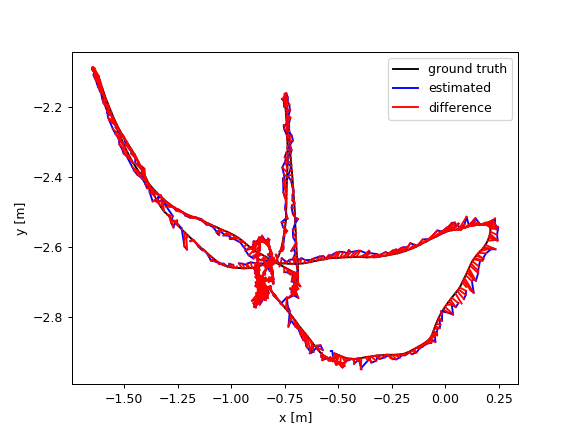 ground truth
estimated
difference
−2.2
−2.4
−2.6
−2.8
y [m]
−1.50 −1.25 −1.00 −0.75 −0.50 −0.25 0.00 0.25
x [m]